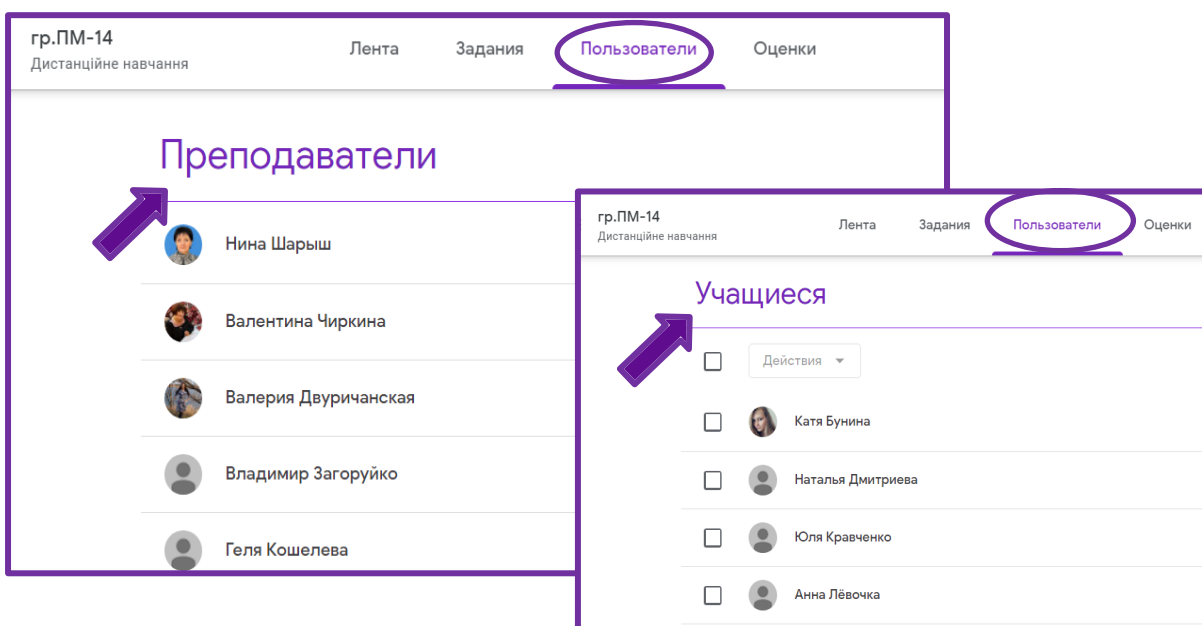 гр.ПМ-14
Дистанційне навчання
Лента Задания Пользователи Оценки
Преподаватели
Нина Шарыш
Валентина Чиркина
Валерия Двуричанская
Владимир Загоруйко
Геля Кошелева
гр.ПМ-14
Дистанційне навчання
Лента Задания Пользователи Оценки
Учащиеся
Действия
Катя Бунина
Наталья Дмитриева
Юля Кравченко
Анна Лёвочка